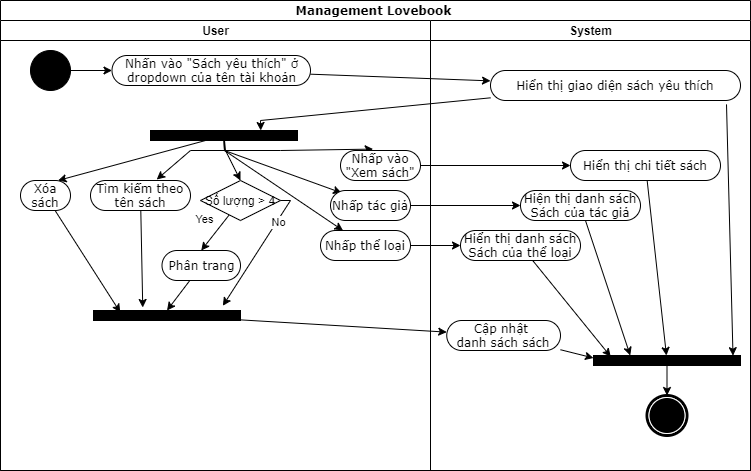 Management Lovebook
User
System
Nhấn vào "Sách yêu thích" ở
dropdown của tên tài khoản
Hiển thị giao diện sách yêu thích
Nhấp vào
"Xem sách"
Hiển thị chi tiết sách
Xóa
sách
Tìm kiếm theo
tên sách
Số lượng > 4
Nhấp tác giả
Hiện thị danh sách
Sách của tác giả
Yes
No
Nhấp thể loại
Hiển thị danh sách
Sách của thể loại
Phân trang
Cập nhật
danh sách sách